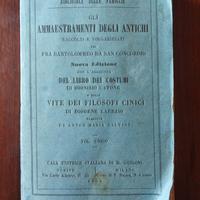 BIBLIOTECA DELLE FAMIGLIE
GLI
AMMAESTRAMENTI DEGLI ANTICHI
RACCOLTI E VOLGARIZZATI
DA
FRA BARTOLOMMEO DA SAN CONCORDIO
Nuova Edizione
CON L'AGGIUNTA
DEL LIBRO DEI COSTUMI
DI DIONISIO CATONE
E DELLE
VITE DEI FILOSOFI CINICI
DI DIOGENE LAERZIO
TRADOTTE
DA ANTON MARIA SALVINI
VOL. UNICO
CASA EDITRICE ITALIANA DI M. GUIGONI
TORINO MILANO